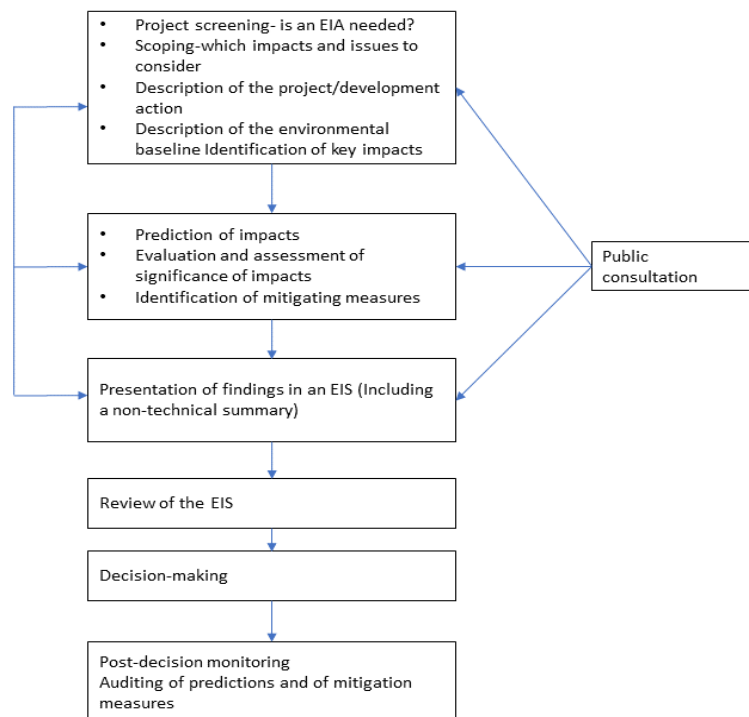 • Project screening- is an EIA needed?
• Scoping-which impacts and issues to
consider
• Description of the project/development
action
• Description of the environmental
baseline Identification of key impacts
• Prediction of impacts
• Evaluation and assessment of
significance of impacts
• Identification of mitigating measures
Public
consultation
Presentation of findings in an EIS (Including
a non-technical summary)
Review of the EIS
Decision-making
Post-decision monitoring
Auditing of predictions and of mitigation
measures